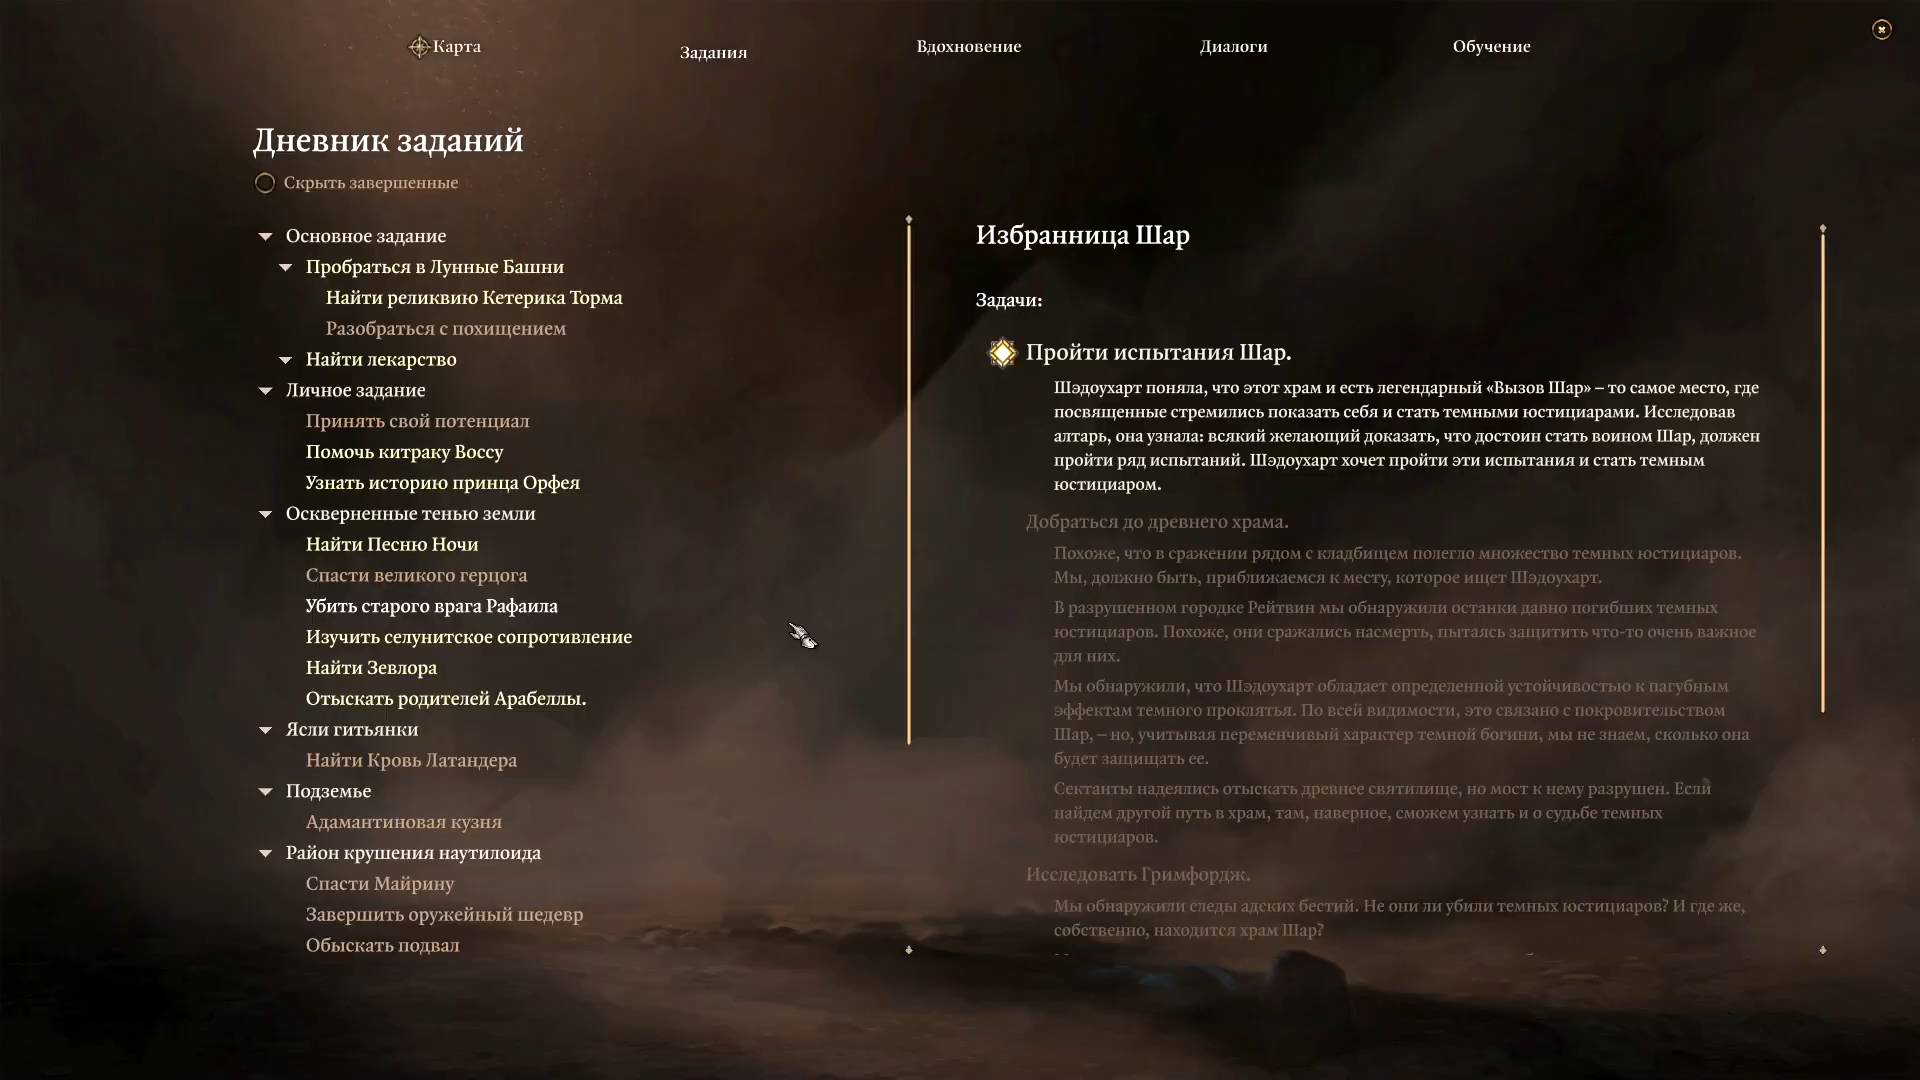 Карта
Задания
Вдохновение
Диалоги
Обучение
Дневник заданий
Скрыть завершенные
Основное задание
Пробраться в Лунные Башни
Найти реликвию Кетерика Торма
Разобраться с похищением
Найти лекарство
Личное задание
Принять свой потенциал
Помочь китраку Воссу
Узнать историю принца Орфея
Оскверненные тенью земли
Найти Песню Ночи
Спасти великого герцога
Убить старого врага Рафаила
Изучить селунитское сопротивление
Найти Зевлора
Отыскать родителей Арабеллы.
Ясли гитьянки
Найти Кровь Латандера
Подземье
Адамантиновая кузня
Район крушения наутилоида
Спасти Майрину
Завершить оружейный шедевр
Обыскать подвал
Избранница Шар
Задачи:
Пройти испытания Шар.
Шэдоухарт поняла, что этот храм и есть легендарный «Вызов Шар» – то самое место, где
посвященные стремились показать себя и стать темными юстициарами. Исследовав
алтарь, она узнала: всякий желающий доказать, что достоин стать воином Шар, должен
пройти ряд испытаний. Шэдоухарт хочет пройти эти испытания и стать темным
юстициаром.
Добраться до древнего храма.
Похоже, что в сражении рядом с кладбищем полегло множество темных юстициаров.
Мы, должно быть, приближаемся к месту, которое ищет Шэдоухарт.
В разрушенном городке Рейтвин мы обнаружили останки давно погибших темных
юстициаров. Похоже, они сражались насмерть, пытаясь защитить что-то очень важное
для них.
Мы обнаружили, что Шэдоухарт обладает определенной устойчивостью к пагубным
эффектам темного проклятья. По всей видимости, это связано с покровительством
Шар, – но, учитывая переменчивый характер темной богини, мы не знаем, сколько она
будет защищать ее.
Сектанты надеялись отыскать древнее святилище, но мост к нему разрушен. Если
найдем другой путь в храм, там, наверное, сможем узнать и о судьбе темных
юстициаров.
Исследовать Гримфордж.
Мы обнаружили следы адских бестий. Не они ли убили темных юстициаров? И где же,
собственно, находится храм Шар?